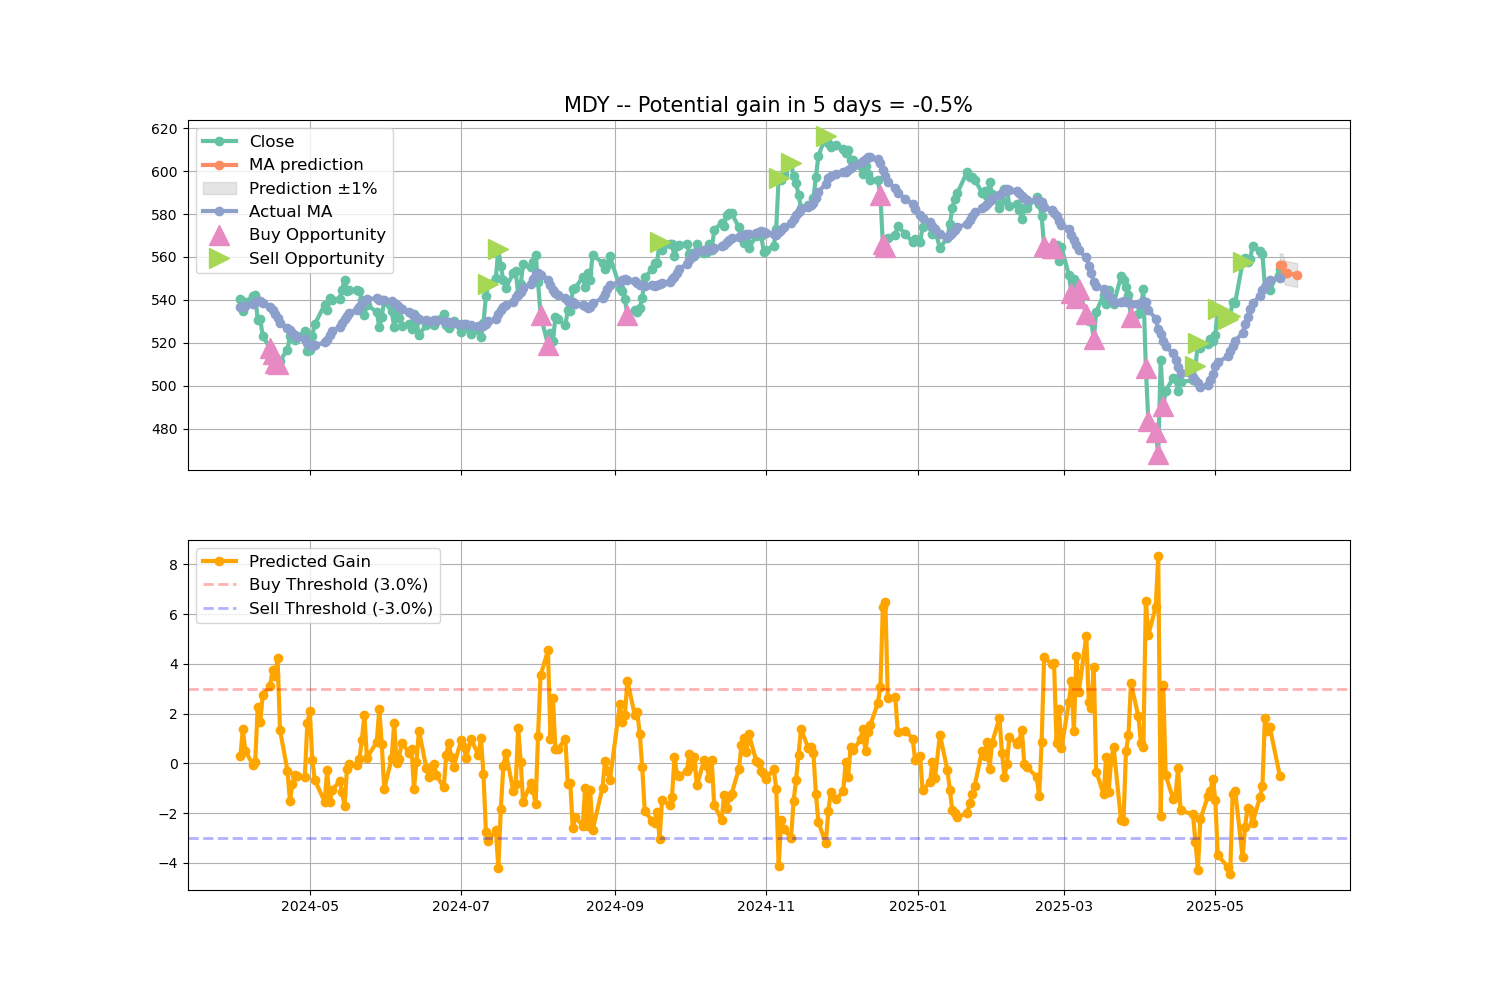 MDY -- Potential gain in 5 days = -0.5%
620
600
580
560
540
520
500
480
Close
MA prediction
Prediction ±1%
Actual MA
Buy Opportunity
Sell Opportunity
8
6
4
2
0
−2
−4
Predicted Gain
Buy Threshold (3.0%)
Sell Threshold (-3.0%)
2024-05
2024-07
2024-09
2024-11
2025-01
2025-03
2025-05